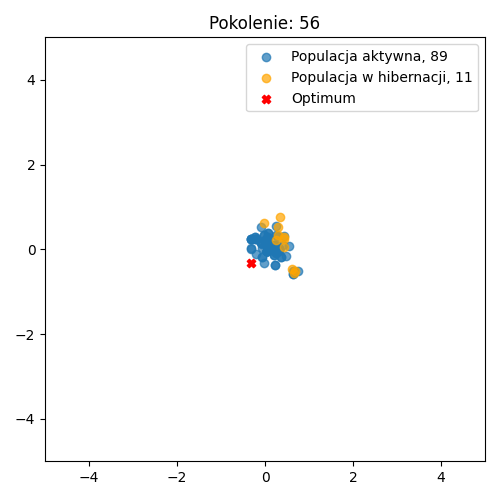 Pokolenie: 56
Populacja aktywna, 89
Populacja w hibernacji, 11
Optimum
4
2
0
−2
−4
−4
−2
0
2
4